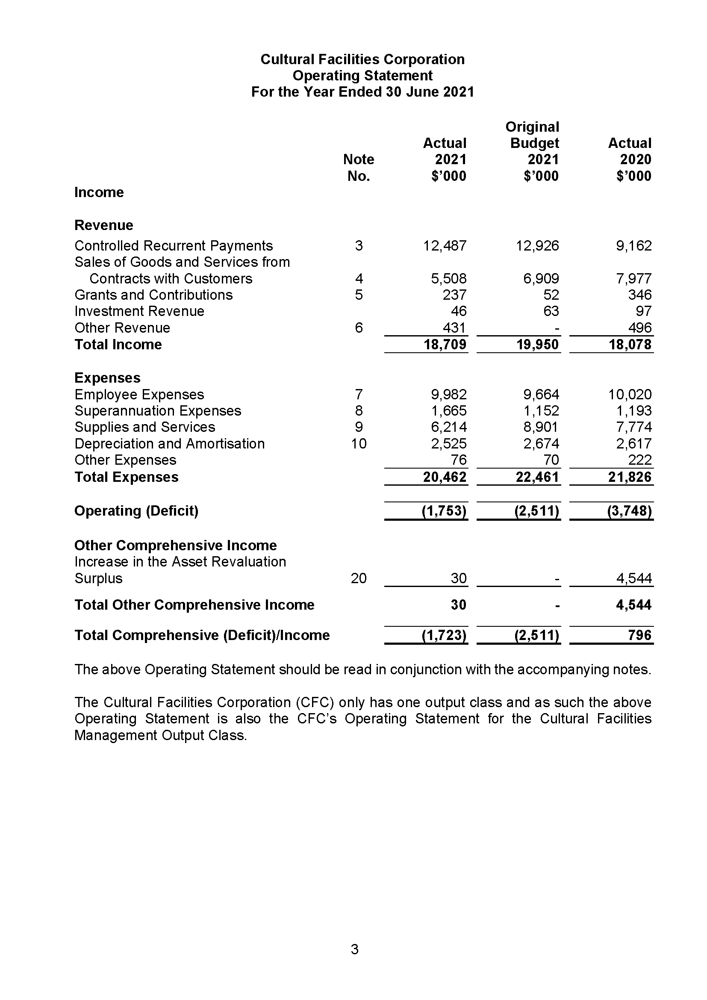 Cultural Facilities Corporation
Operating Statement
For the Year Ended 30 June 2021
Original
Actual Budget Actual
Note 2021 2021 2020
No. $’000 $’000 $’000
Income
Revenue
Controlled Recurrent Payments 3 12,487 12,926 9,162
Sales of Goods and Services from
Contracts with Customers 4 5,508 6,909 7,977
Grants and Contributions 5 237 52 346
Investment Revenue 46 63 97
Other Revenue 6 431 - 496
Total Income 18,709 19,950 18,078
Expenses
Employee Expenses 7 9,982 9,664 10,020
Superannuation Expenses 8 1,665 1,152 1,193
Supplies and Services 9 6,214 8,901 7,774
Depreciation and Amortisation 10 2,525 2,674 2,617
Other Expenses 76 70 222
Total Expenses 20,462 22,461 21,826
Operating (Deficit) (1,753) (2,511) (3,748)
Other Comprehensive Income
Increase in the Asset Revaluation
Surplus 20 30 - 4,544
Total Other Comprehensive Income 30 - 4,544
Total Comprehensive (Deficit)/Income (1,723) (2,511) 796
The above Operating Statement should be read in conjunction with the accompanying notes.
The Cultural Facilities Corporation (CFC) only has one output class and as such the above
Operating Statement is also the CFC’s Operating Statement for the Cultural Facilities
Management Output Class.
3